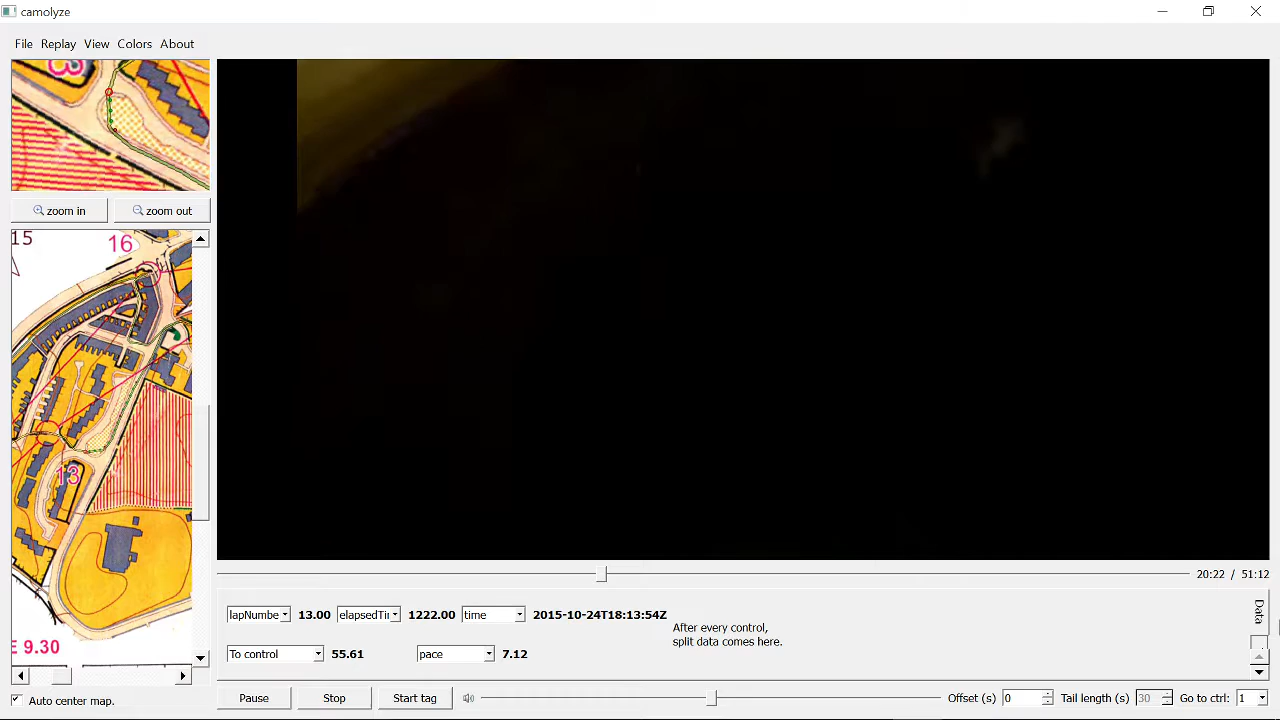 camolyze
File Replay View Colors About
13
zoom in zoom out
15
16
13
E 9.30
Auto center map.
20:22 / 51:12
lapNumbe 13.00 elapsedTi 1222.00 time 2015-10-24T18:13:54Z
To control 55.61 pace 7.12
After every control,
split data comes here.
Data
Pause Stop Start tag Offset (s) 0 Tail length (s) 30 Go to ctrl: 1